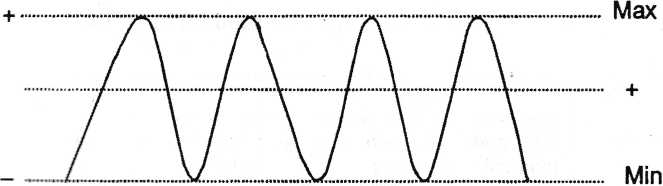 + Max
+
– Min